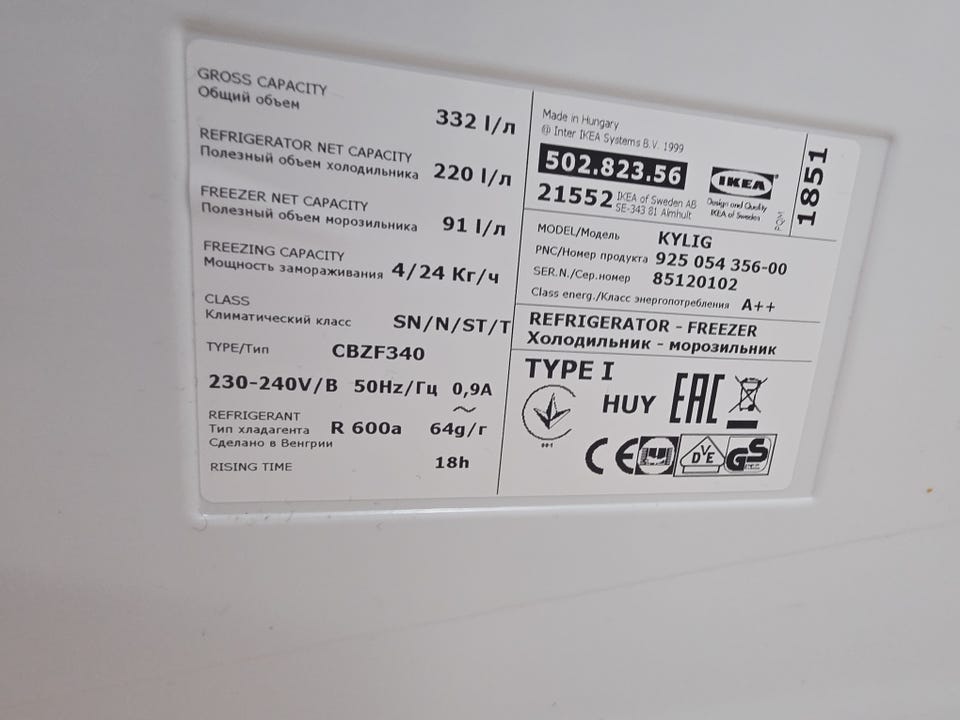 GROSS CAPACITY
Общий объем
332 l/л
REFRIGERATOR NET CAPACITY
Полезный объем холодильника
220 l/л
FREEZER NET CAPACITY
Полезный объем морозильника
91 l/л
FREEZING CAPACITY
Мощность замораживания 4/24 Кг/ч
CLASS
Климатический класс SN/N/ST/T
TYPE/Тип CBZF340
230-240V/В 50Hz/Гц 0,9A
~
REFRIGERANT
Тип хладагента R 600a 64g/г
Сделано в Венгрии
RISING TIME 18h
Made in Hungary
@ Inter IKEA Systems B.V. 1999
502.823.56
21552 IKEA of Sweden AB
SE-343 81 Älmhult
IKEA
Design and Quality
IKEA of Sweden
1851
MODEL/Модель KYLIG
PNC/Номер продукта 925 054 356-00
SER.N./Сер.номер 85120102
Class energ./Класс энергопотребления A++
REFRIGERATOR - FREEZER
Холодильник - морозильник
TYPE I
001
HUY EAC
CE
DVE
GS